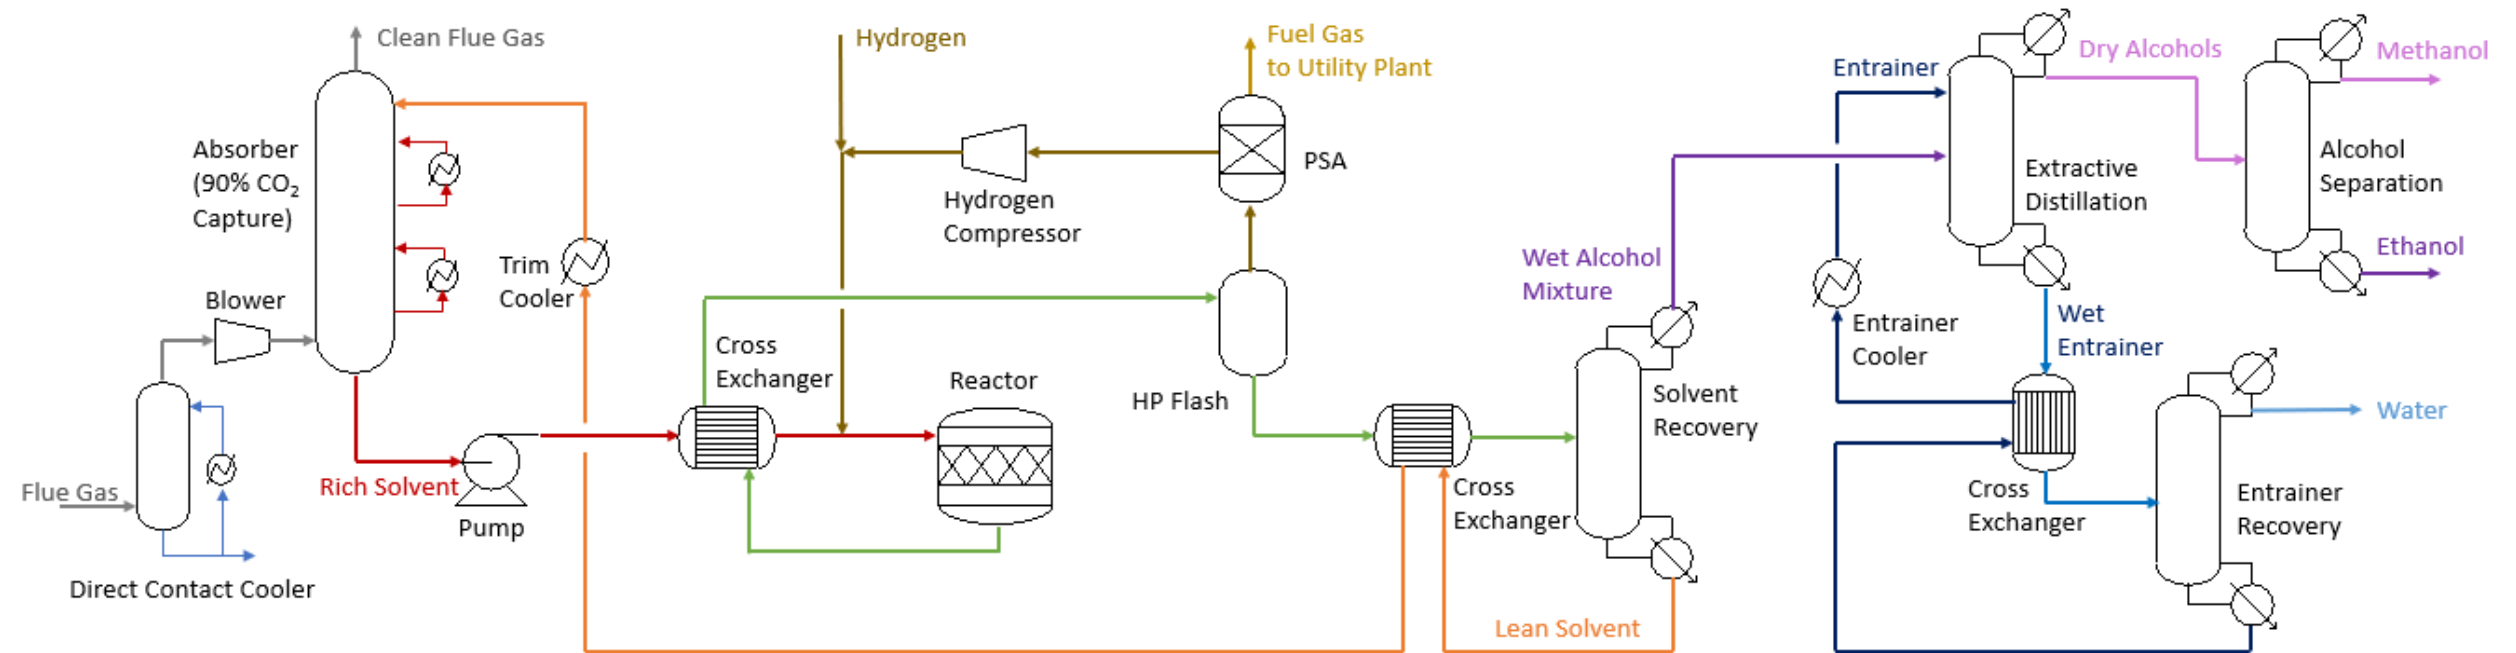 Clean Flue Gas
Absorber
(90% CO₂
Capture)
Blower
Flue Gas
Direct Contact Cooler
Rich Solvent
Pump
Trim
Cooler
Hydrogen
Hydrogen
Compressor
Cross
Exchanger
Reactor
Fuel Gas
to Utility Plant
PSA
HP Flash
Cross
Exchanger
Lean Solvent
Solvent
Recovery
Wet Alcohol
Mixture
Entrainer
Entrainer
Cooler
Extractive
Distillation
Dry Alcohols
Wet
Entrainer
Cross
Exchanger
Entrainer
Recovery
Water
Methanol
Alcohol
Separation
Ethanol